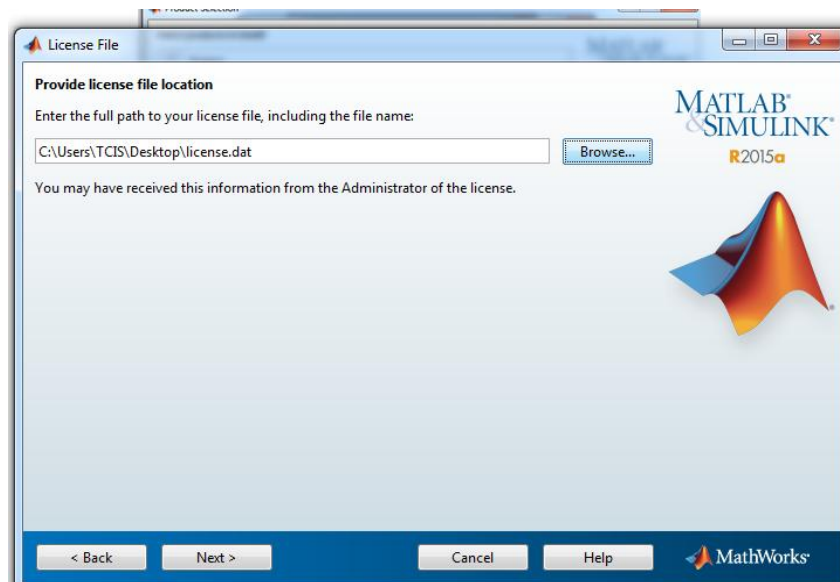 Product Selection
License File
Provide license file location
Enter the full path to your license file, including the file name:
C:\Users\TCIS\Desktop\license.dat
Browse...
You may have received this information from the Administrator of the license.
MATLAB®
&SIMULINK®
R2015a
< Back
Next >
Cancel
Help
MathWorks®